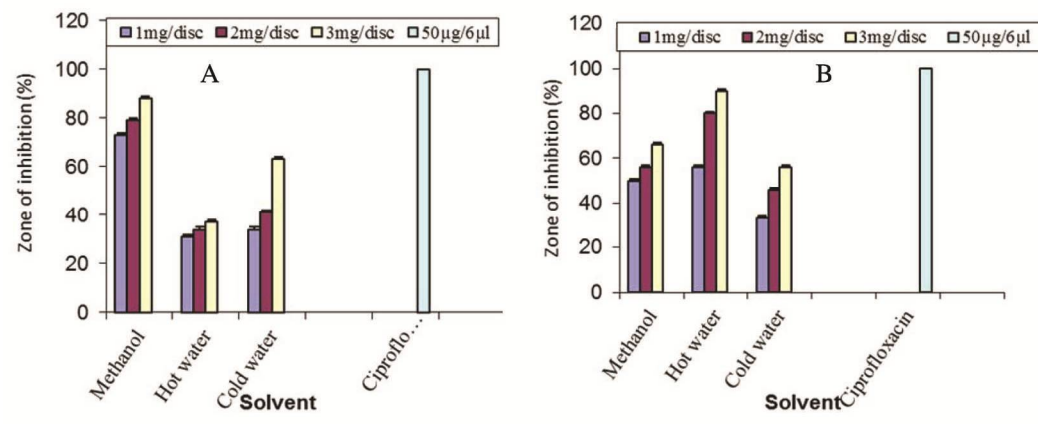 120
1mg/disc 2mg/disc 3mg/disc 50µg/6µl
A
100
80
60
40
20
0
Zone of inhibition (%)
Methanol
Hot water
Cold water
Ciproflo...
Solvent
120
1mg/disc 2mg/disc 3mg/disc 50µg/6µl
B
100
80
60
40
20
0
Zone of inhibition (%)
Methanol
Hot water
Cold water
Ciprofloxacin
Solvent